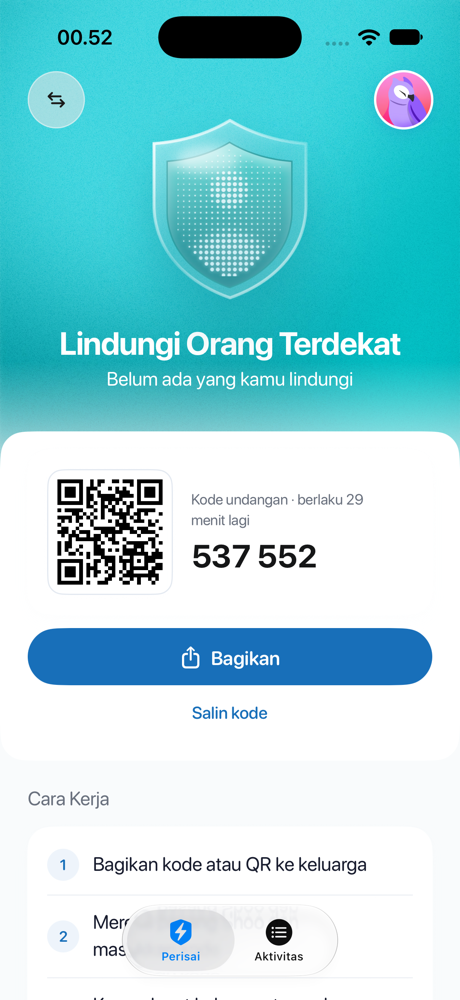 00.52
Lindungi Orang Terdekat
Belum ada yang kamu lindungi
Kode undangan · berlaku 29
menit lagi
537 552
Bagikan
Salin kode
Cara Kerja
1 Bagikan kode atau QR ke keluarga
2
Perisai
Aktivitas